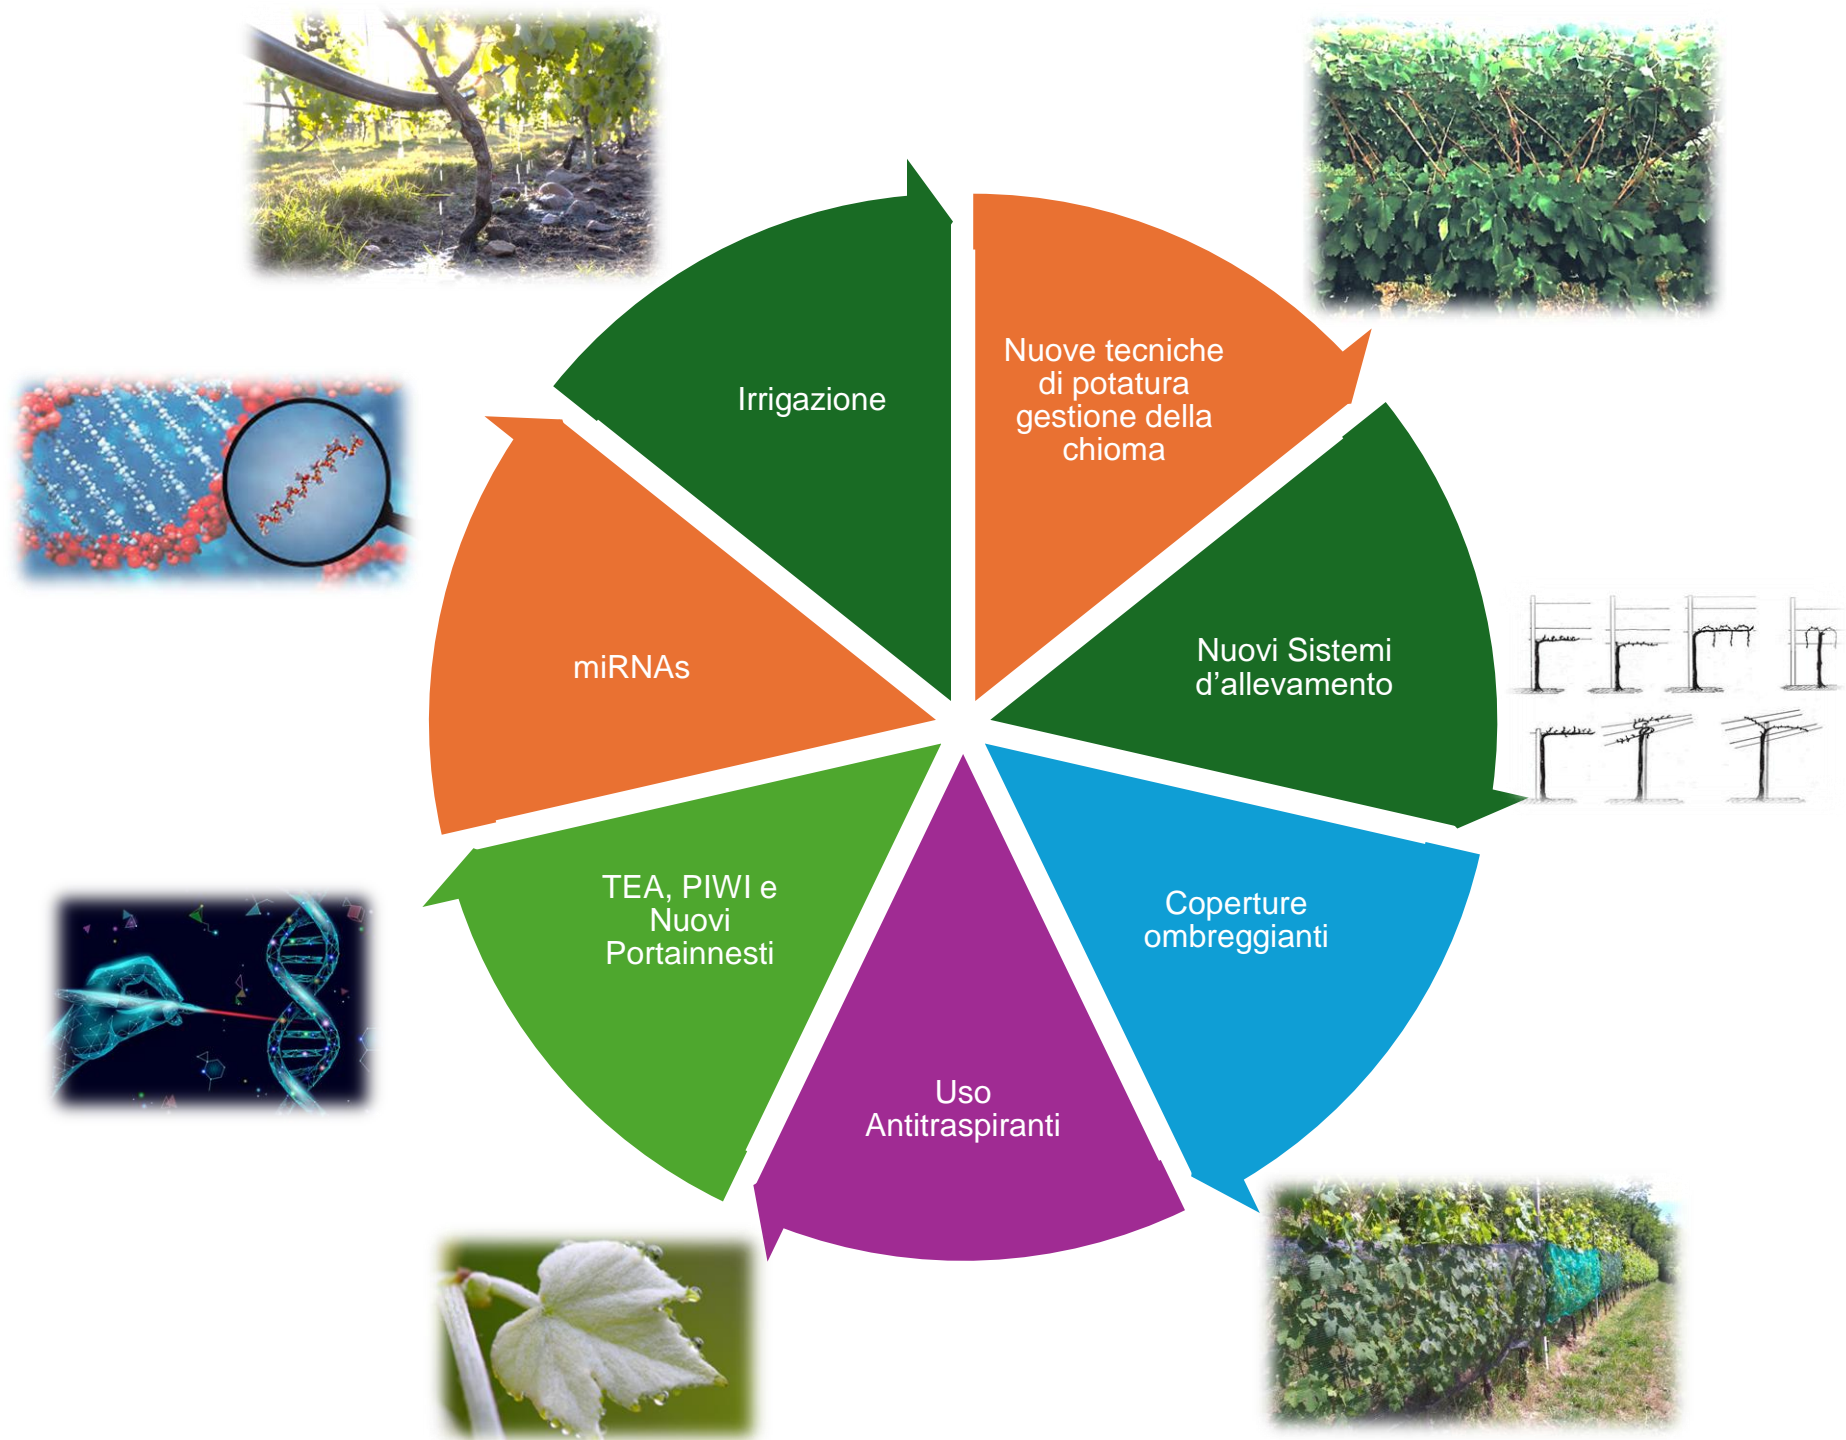 Nuove tecniche
di potatura
gestione della
chioma
Nuovi Sistemi
d’allevamento
Coperture
ombreggianti
Uso
Antitraspiranti
TEA, PIWI e
Nuovi
Portainnesti
miRNAs
Irrigazione